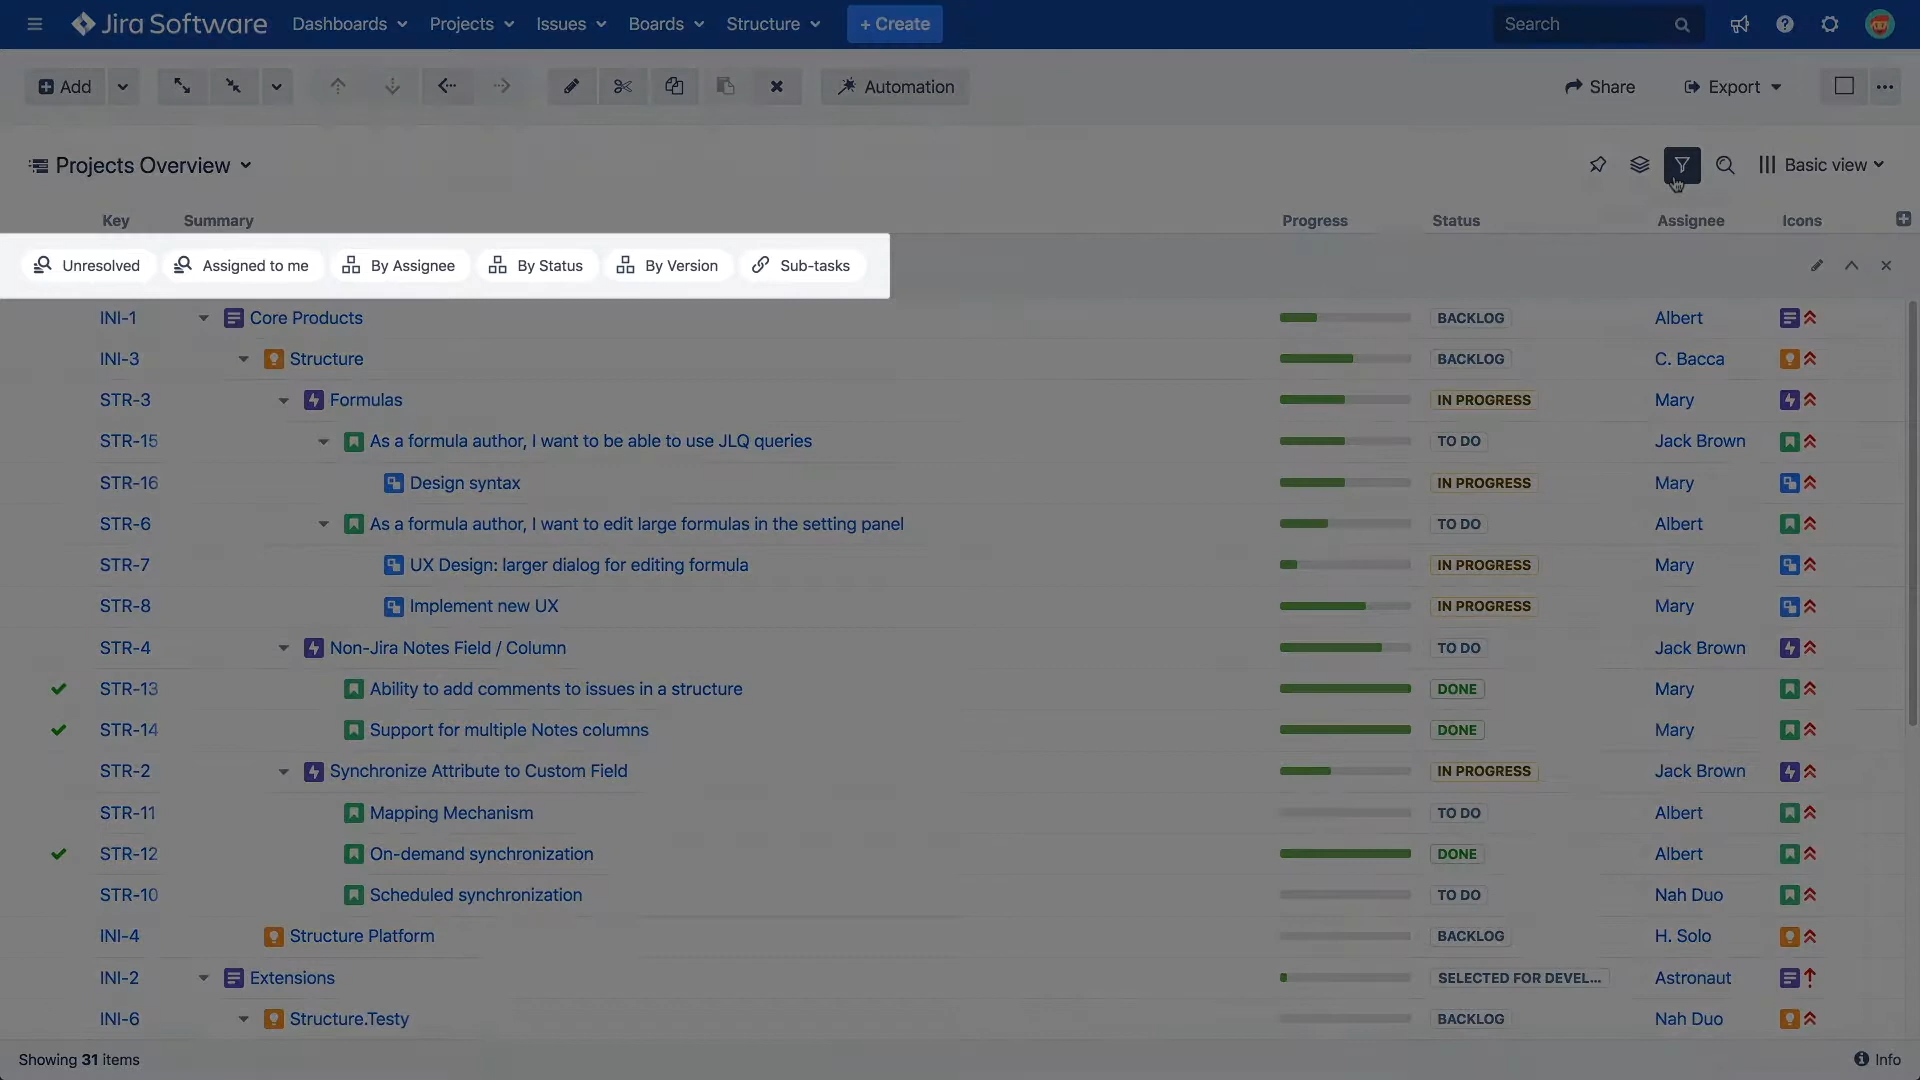 Jira Software Dashboards Projects Issues Boards Structure + Create Search
Add Automation Share Export
Projects Overview Basic view
Key Summary Progress Status Assignee Icons
Unresolved Assigned to me By Assignee By Status By Version Sub-tasks
INI-1 Core Products BACKLOG Albert
INI-3 Structure BACKLOG C. Bacca
STR-3 Formulas IN PROGRESS Mary
STR-15 As a formula author, I want to be able to use JLQ queries TO DO Jack Brown
STR-16 Design syntax IN PROGRESS Mary
STR-6 As a formula author, I want to edit large formulas in the setting panel TO DO Albert
STR-7 UX Design: larger dialog for editing formula IN PROGRESS Mary
STR-8 Implement new UX IN PROGRESS Mary
STR-4 Non-Jira Notes Field / Column TO DO Jack Brown
STR-13 Ability to add comments to issues in a structure DONE Mary
STR-14 Support for multiple Notes columns DONE Mary
STR-2 Synchronize Attribute to Custom Field IN PROGRESS Jack Brown
STR-11 Mapping Mechanism TO DO Albert
STR-12 On-demand synchronization DONE Albert
STR-10 Scheduled synchronization TO DO Nah Duo
INI-4 Structure Platform BACKLOG H. Solo
INI-2 Extensions SELECTED FOR DEVEL... Astronaut
INI-6 Structure.Testy BACKLOG Nah Duo
Showing 31 items Info